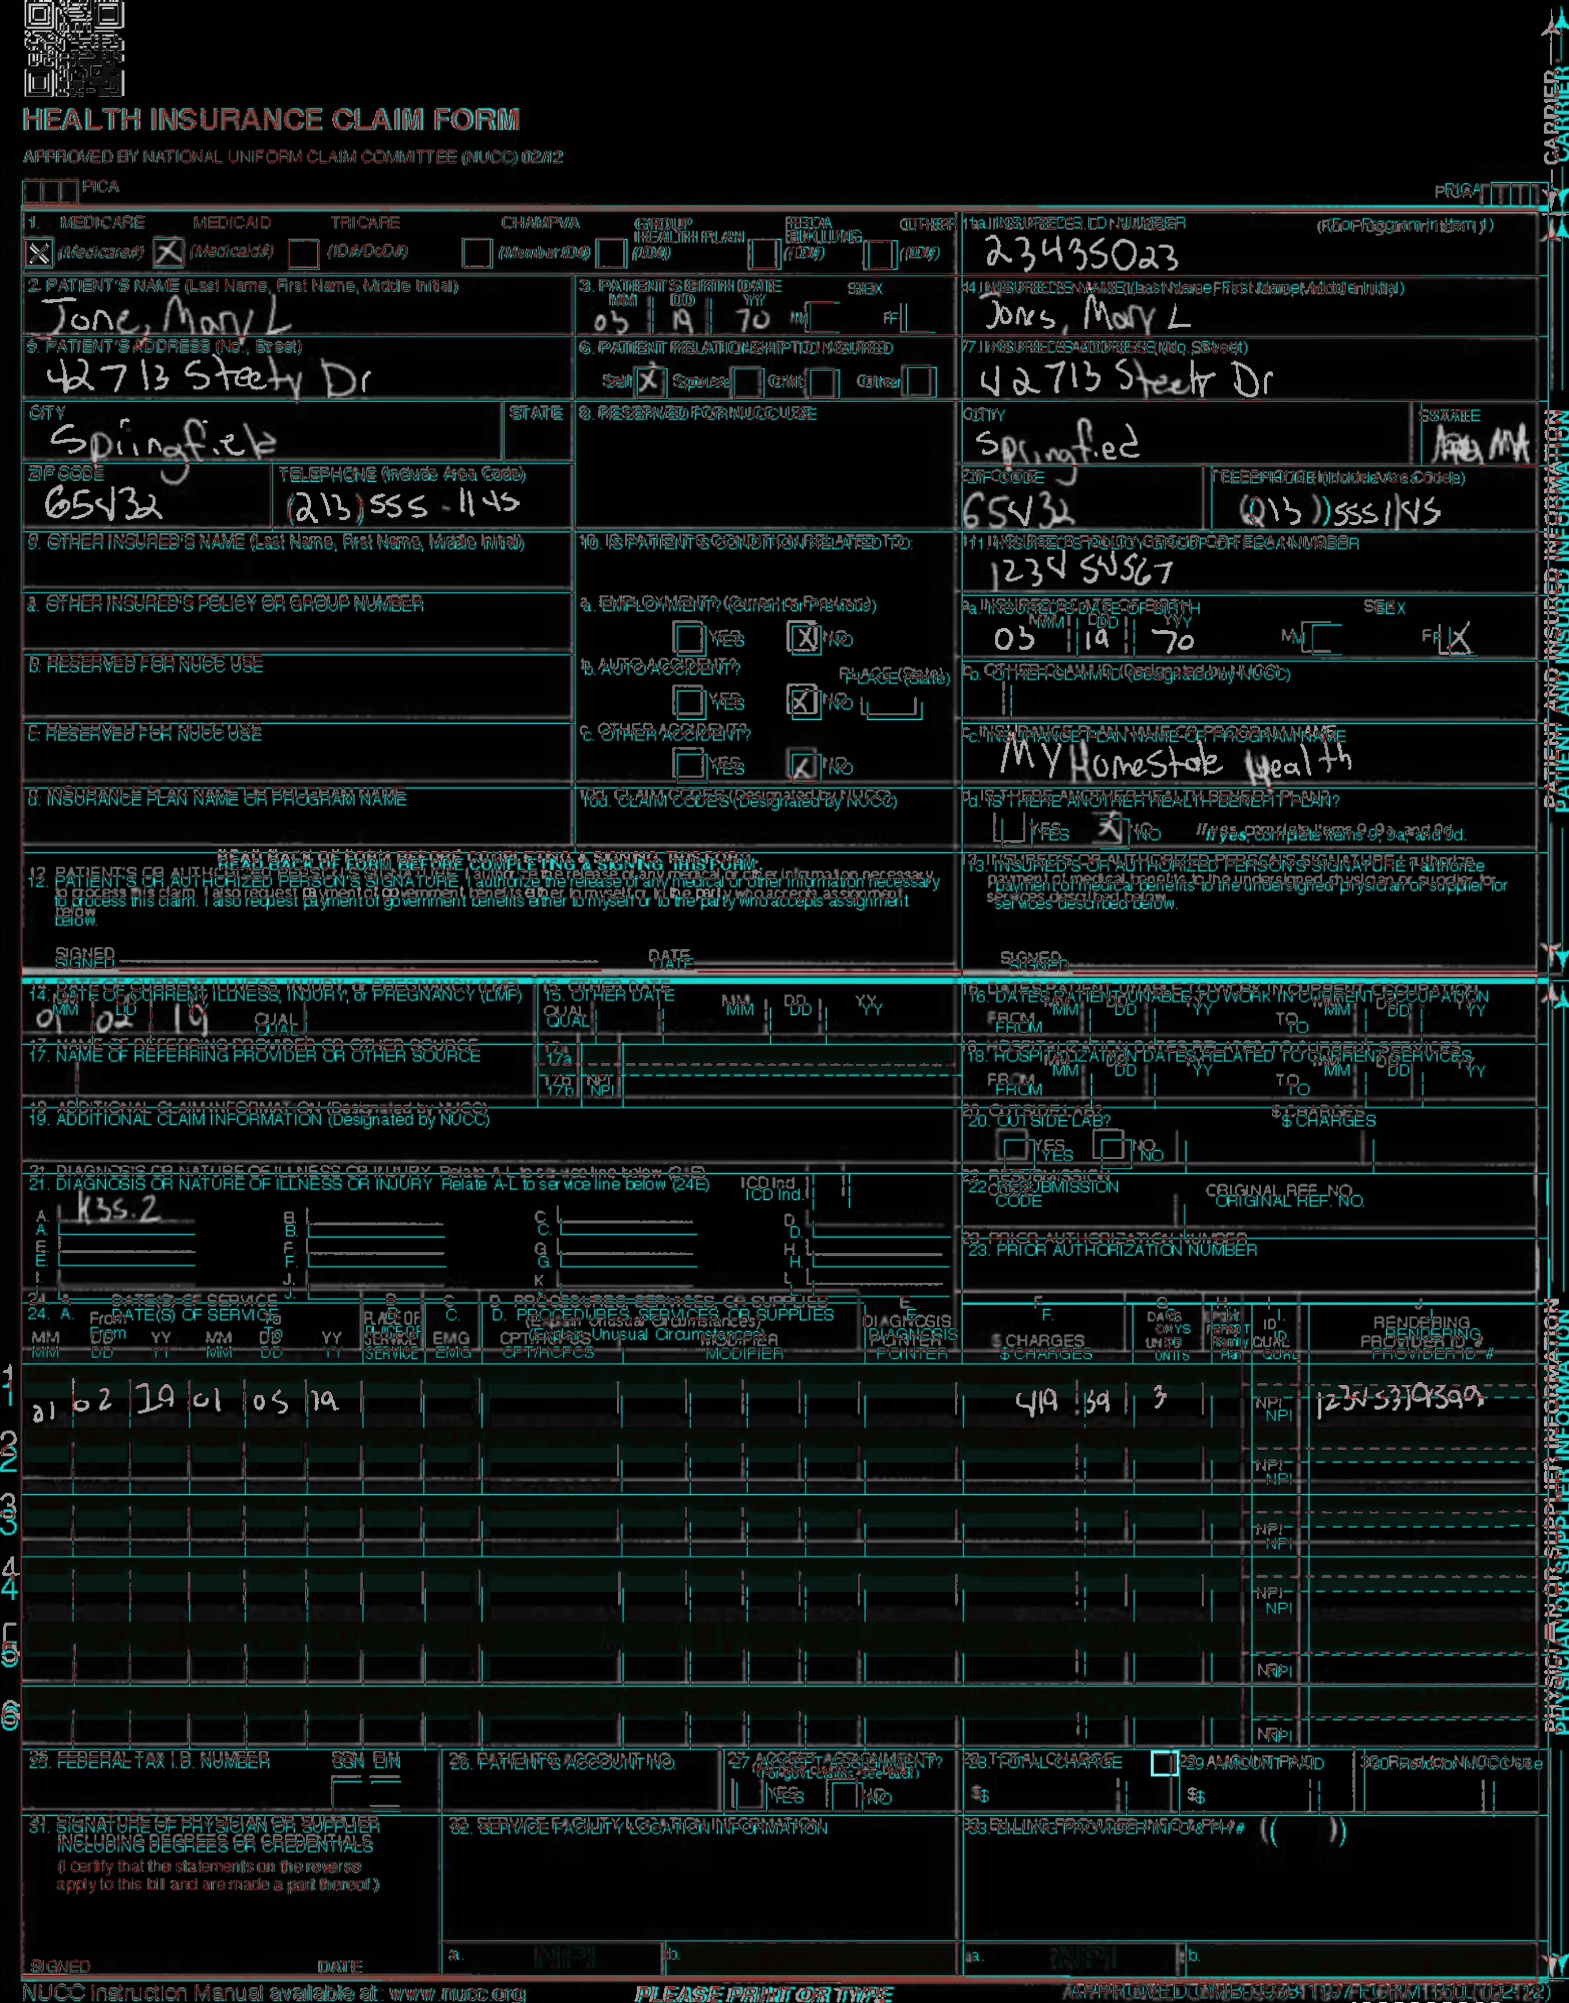 HEALTH INSURANCE CLAIM FORM
APPROVED BY NATIONAL UNIFORM CLAIM COMMITTEE (NUCC) 02/12
PICA
PICA
CARRIER
1. MEDICARE MEDICAID TRICARE CHAMPVA GROUP HEALTH PLAN FECA BLK LUNG OTHER
X (Medicare#) X (Medicaid#) (ID#/DoD#) (Member ID#) (ID#) (ID#) (ID#)
1a. INSURED'S I.D. NUMBER (For Program in Item 1)
23435023
2. PATIENT'S NAME (Last Name, First Name, Middle Initial)
Jone, Mary L
3. PATIENT'S BIRTH DATE SEX
MM DD YY
03 19 70 M F
4. INSURED'S NAME (Last Name, First Name, Middle Initial)
Jones, Mary L
5. PATIENT'S ADDRESS (No., Street)
42713 Steety Dr
6. PATIENT RELATIONSHIP TO INSURED
Self X Spouse Child Other
7. INSURED'S ADDRESS (No., Street)
42713 Steetr Dr
CITY STATE
Springfiele
8. RESERVED FOR NUCC USE
CITY STATE
Springfied MA
ZIP CODE TELEPHONE (Include Area Code)
65432 (213) 555-1145
ZIP CODE TELEPHONE (Include Area Code)
65432 (213) 5551145
9. OTHER INSURED'S NAME (Last Name, First Name, Middle Initial)
10. IS PATIENT'S CONDITION RELATED TO:
11. INSURED'S POLICY GROUP OR FECA NUMBER
1234 54567
a. OTHER INSURED'S POLICY OR GROUP NUMBER
a. EMPLOYMENT? (Current or Previous)
YES X NO
a. INSURED'S DATE OF BIRTH SEX
MM DD YY
03 19 70 M F X
b. RESERVED FOR NUCC USE
b. AUTO ACCIDENT? PLACE (State)
YES X NO
b. OTHER CLAIM ID (Designated by NUCC)
c. RESERVED FOR NUCC USE
c. OTHER ACCIDENT?
YES X NO
c. INSURANCE PLAN NAME OR PROGRAM NAME
MY HomeState Health
d. INSURANCE PLAN NAME OR PROGRAM NAME
10d. CLAIM CODES (Designated by NUCC)
d. IS THERE ANOTHER HEALTH BENEFIT PLAN?
YES X NO If yes, complete items 9, 9a, and 9d.
PATIENT AND INSURED INFORMATION
READ BACK OF FORM BEFORE COMPLETING & SIGNING THIS FORM.
12. PATIENT'S OR AUTHORIZED PERSON'S SIGNATURE I authorize the release of any medical or other information necessary
to process this claim. I also request payment of government benefits either to myself or to the party who accepts assignment
below.
SIGNED DATE
13. INSURED'S OR AUTHORIZED PERSON'S SIGNATURE I authorize
payment of medical benefits to the undersigned physician or supplier for
services described below.
SIGNED
14. DATE OF CURRENT ILLNESS, INJURY, or PREGNANCY (LMP)
MM DD
01 02 19 QUAL.
15. OTHER DATE
QUAL. MM DD YY
16. DATES PATIENT UNABLE TO WORK IN CURRENT OCCUPATION
MM DD YY MM DD YY
FROM TO
17. NAME OF REFERRING PROVIDER OR OTHER SOURCE
17a.
17b. NPI
18. HOSPITALIZATION DATES RELATED TO CURRENT SERVICES
MM DD YY MM DD YY
FROM TO
19. ADDITIONAL CLAIM INFORMATION (Designated by NUCC)
20. OUTSIDE LAB? $ CHARGES
YES NO
21. DIAGNOSIS OR NATURE OF ILLNESS OR INJURY Relate A-L to service line below (24E)
ICD Ind.
A. K35.2 B. C. D.
E. F. G. H.
I. J. K. L.
22. RESUBMISSION
CODE ORIGINAL REF. NO.
23. PRIOR AUTHORIZATION NUMBER
24. A. DATE(S) OF SERVICE B. C. D. PROCEDURES, SERVICES, OR SUPPLIES E. F. G. H. I. J.
From To PLACE OF (Explain Unusual Circumstances) DIAGNOSIS DAYS OR ID. RENDERING
MM DD YY MM DD YY SERVICE EMG CPT/HCPCS MODIFIER POINTER $ CHARGES UNITS QUAL. PROVIDER ID. #
1 01 02 19 01 05 19 419 59 3 NPI
2 NPI
3 NPI
4 NPI
5 NPI
6 NPI
PHYSICIAN OR SUPPLIER INFORMATION
25. FEDERAL TAX I.D. NUMBER SSN EIN
26. PATIENT'S ACCOUNT NO.
27. ACCEPT ASSIGNMENT?
(For govt. claims, see back)
YES NO
28. TOTAL CHARGE
$
29. AMOUNT PAID
$
30. Rsvd for NUCC Use
31. SIGNATURE OF PHYSICIAN OR SUPPLIER
INCLUDING DEGREES OR CREDENTIALS
(I certify that the statements on the reverse
apply to this bill and are made a part thereof.)
SIGNED DATE
32. SERVICE FACILITY LOCATION INFORMATION
a. NPI b.
33. BILLING PROVIDER INFO & PH # ( )
a. NPI b.
NUCC Instruction Manual available at: www.nucc.org
PLEASE PRINT OR TYPE